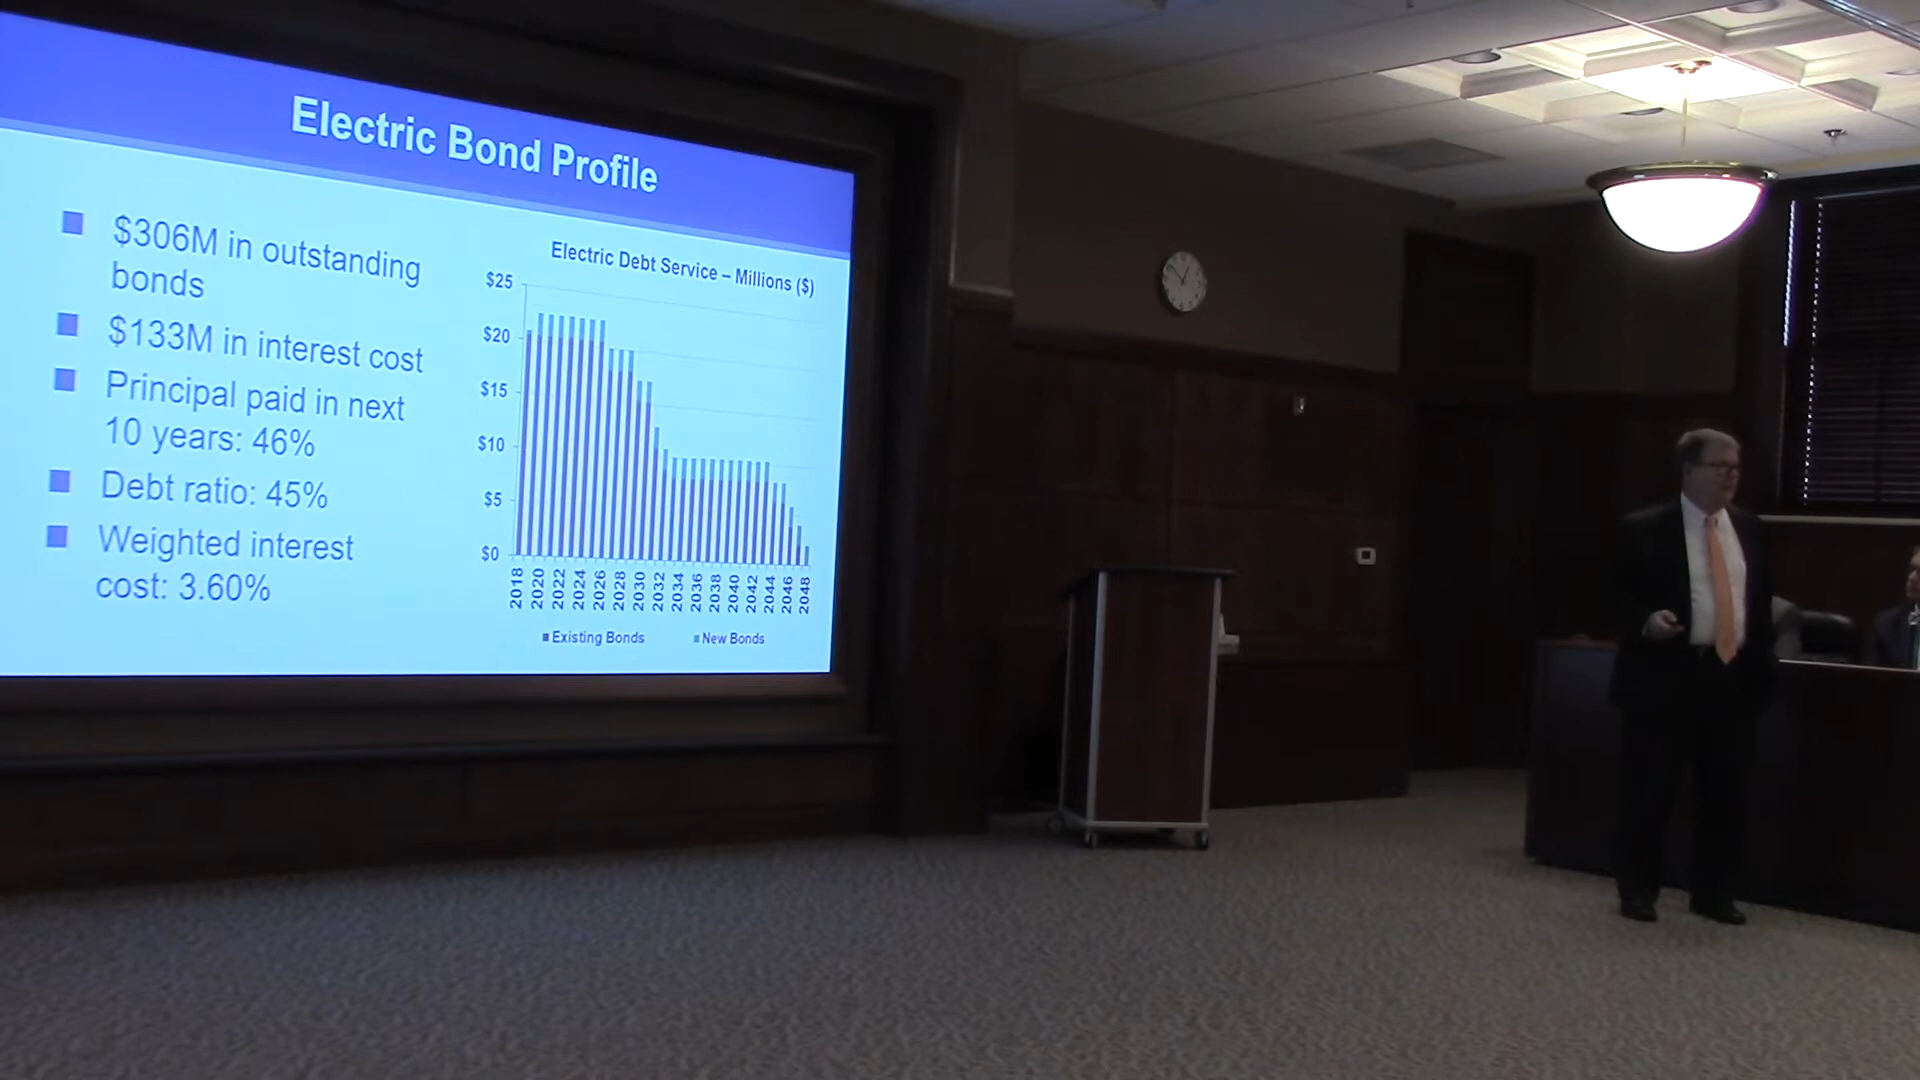 Electric Bond Profile
$306M in outstanding
bonds
$133M in interest cost
Principal paid in next
10 years: 46%
Debt ratio: 45%
Weighted interest
cost: 3.60%
Electric Debt Service – Millions ($)
$25
$20
$15
$10
$5
$0
2018 2020 2022 2024 2026 2028 2030 2032 2034 2036 2038 2040 2042 2044 2046 2048
Existing Bonds New Bonds